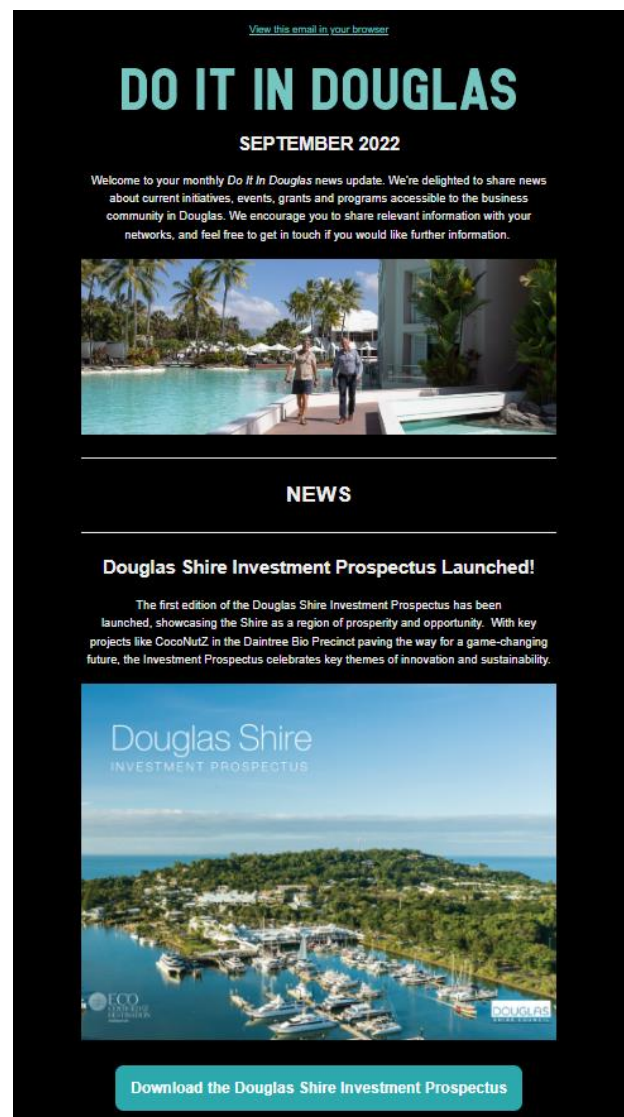 View this email in your browser
DO IT IN DOUGLAS
SEPTEMBER 2022
Welcome to your monthly Do It In Douglas news update. We're delighted to share news
about current initiatives, events, grants and programs accessible to the business
community in Douglas. We encourage you to share relevant information with your
networks, and feel free to get in touch if you would like further information.
NEWS
Douglas Shire Investment Prospectus Launched!
The first edition of the Douglas Shire Investment Prospectus has been
launched, showcasing the Shire as a region of prosperity and opportunity.  With key
projects like CocoNutZ in the Daintree Bio Precinct paving the way for a game-changing
future, the Investment Prospectus celebrates key themes of innovation and sustainability.
Douglas Shire
INVESTMENT PROSPECTUS
ECO
CERTIFIED
DESTINATION
DOUGLAS
SHIRE COUNCIL
Download the Douglas Shire Investment Prospectus